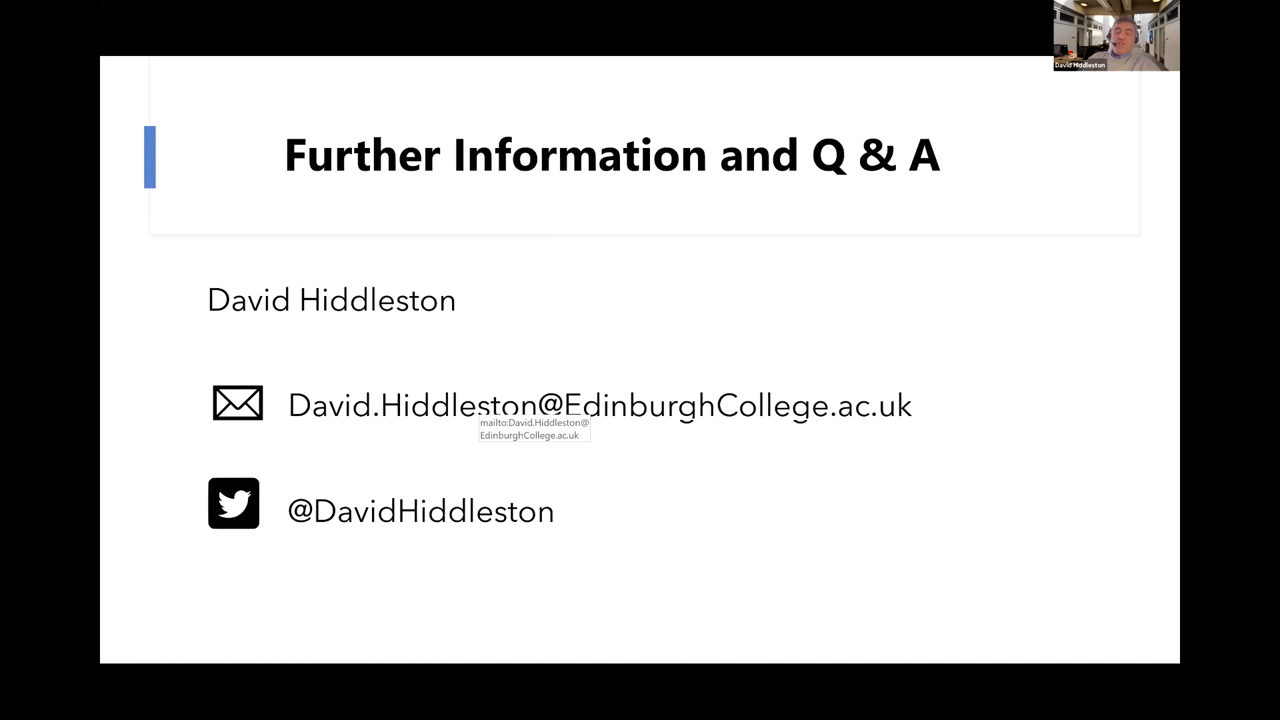 David Hiddleston
Further Information and Q & A
David Hiddleston
David.Hiddleston@EdinburghCollege.ac.uk
mailto:David.Hiddleston@
EdinburghCollege.ac.uk
@DavidHiddleston